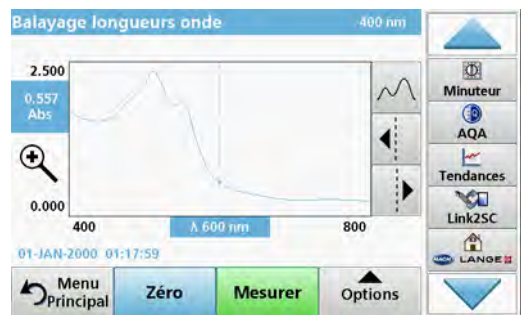 Balayage longueurs onde 400 nm
2.500
0.557
Abs
0.000
400 λ 600 nm 800
01-JAN-2000 01:17:59
Menu
Principal
Zéro
Mesurer
Options
Minuteur
AQA
Tendances
Link2SC
HACH LANGE